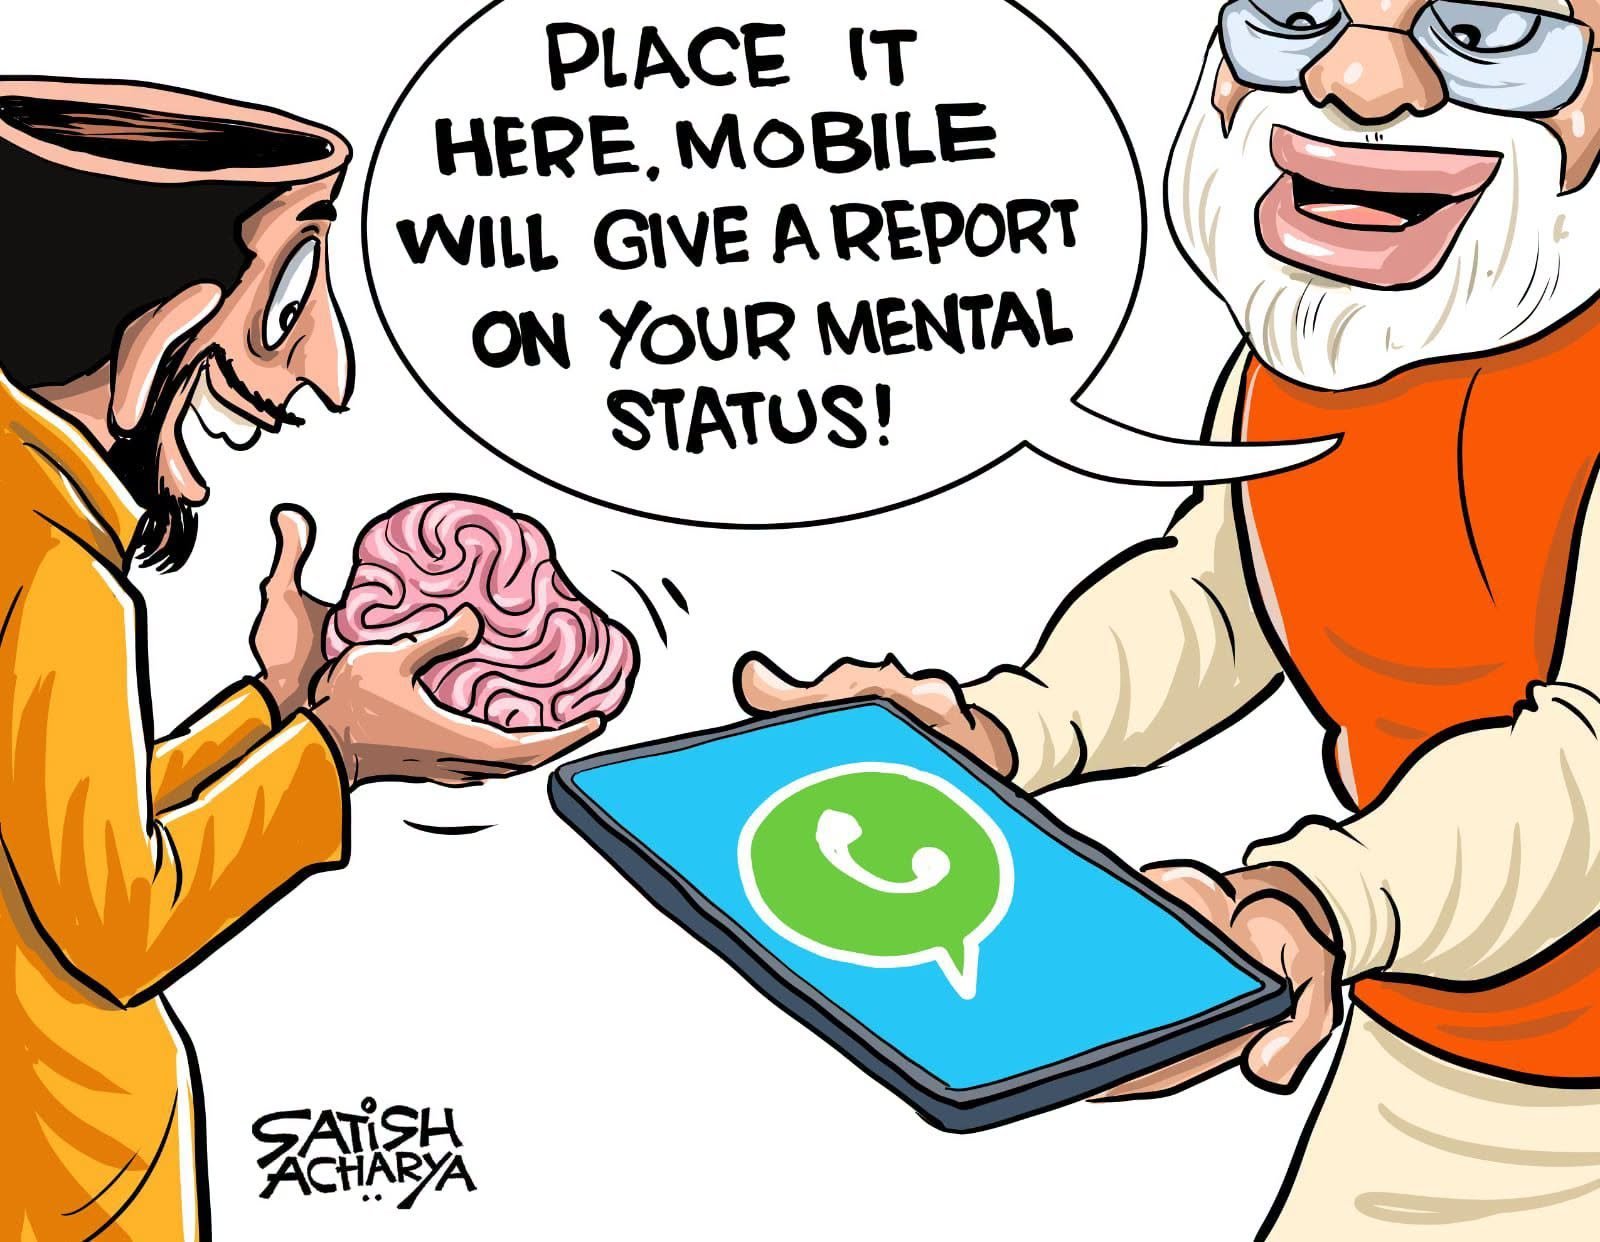 PLACE IT
HERE. MOBILE
WILL GIVE A REPORT
ON YOUR MENTAL
STATUS!
SATISH
ACHARYA